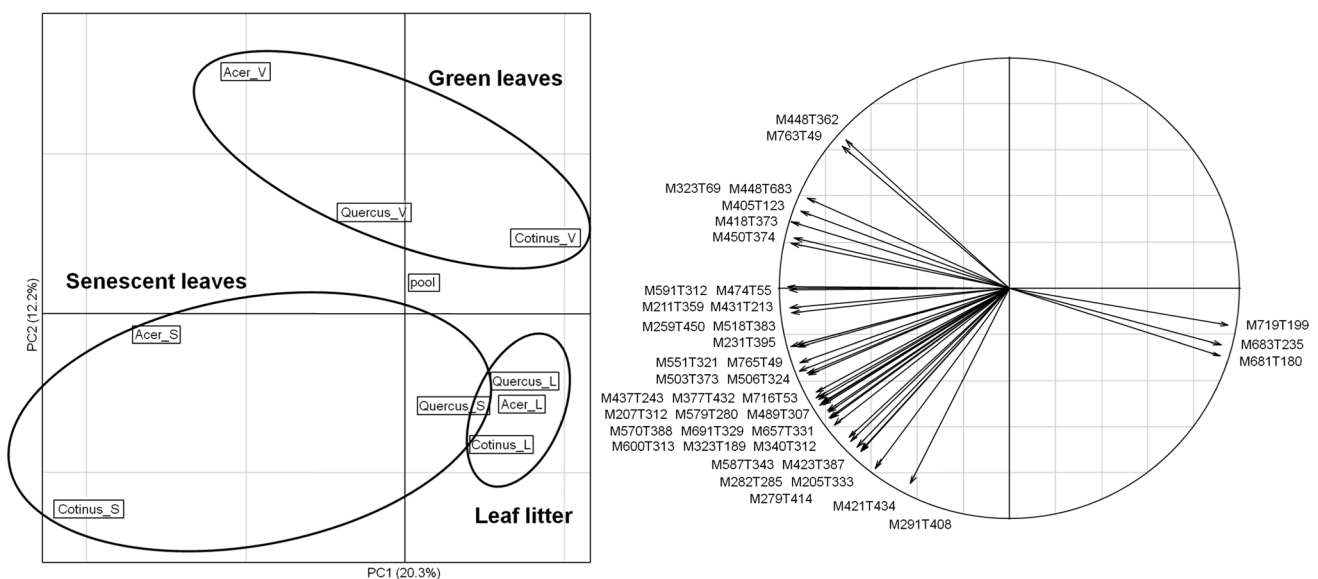 Acer_V
Green leaves
Quercus_V
Cotinus_V
Senescent leaves
pool
PC2 (12.2%)
Acer_S
Quercus_L
Quercus_S
Acer_L
Cotinus_L
Cotinus_S
Leaf litter
PC1 (20.3%)
M448T362
M763T49
M323T69 M448T683
M405T123
M418T373
M450T374
M591T312 M474T55
M211T359 M431T213
M259T450 M518T383
M231T395
M551T321 M765T49
M503T373 M506T324
M437T243 M377T432 M716T53
M207T312 M579T280 M489T307
M570T388 M691T329 M657T331
M600T313 M323T189 M340T312
M587T343 M423T387
M282T285 M205T333
M279T414
M421T434
M291T408
M719T199
M683T235
M681T180